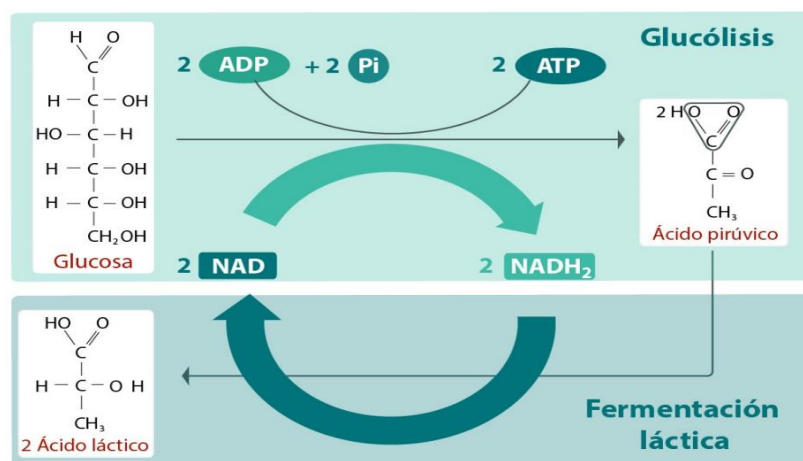 Glucólisis
2 ADP + 2 Pi
2 ATP
H O
C
H – C – OH
HO – C – H
H – C – OH
H – C – OH
CH₂OH
Glucosa
2 HO O
C
C = O
CH₃
Ácido pirúvico
2 NAD
2 NADH₂
HO O
C
H – C – O H
CH₃
2 Ácido láctico
Fermentación
láctica